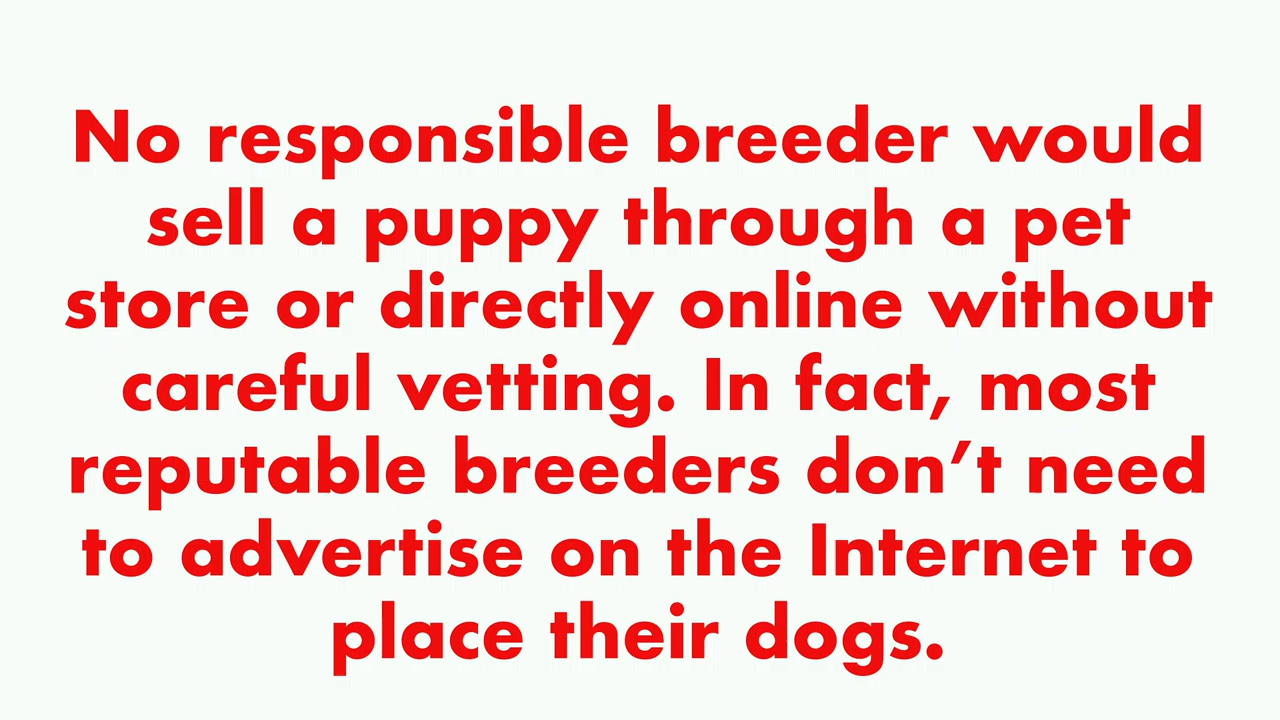 No responsible breeder would
sell a puppy through a pet
store or directly online without
careful vetting. In fact, most
reputable breeders don’t need
to advertise on the Internet to
place their dogs.